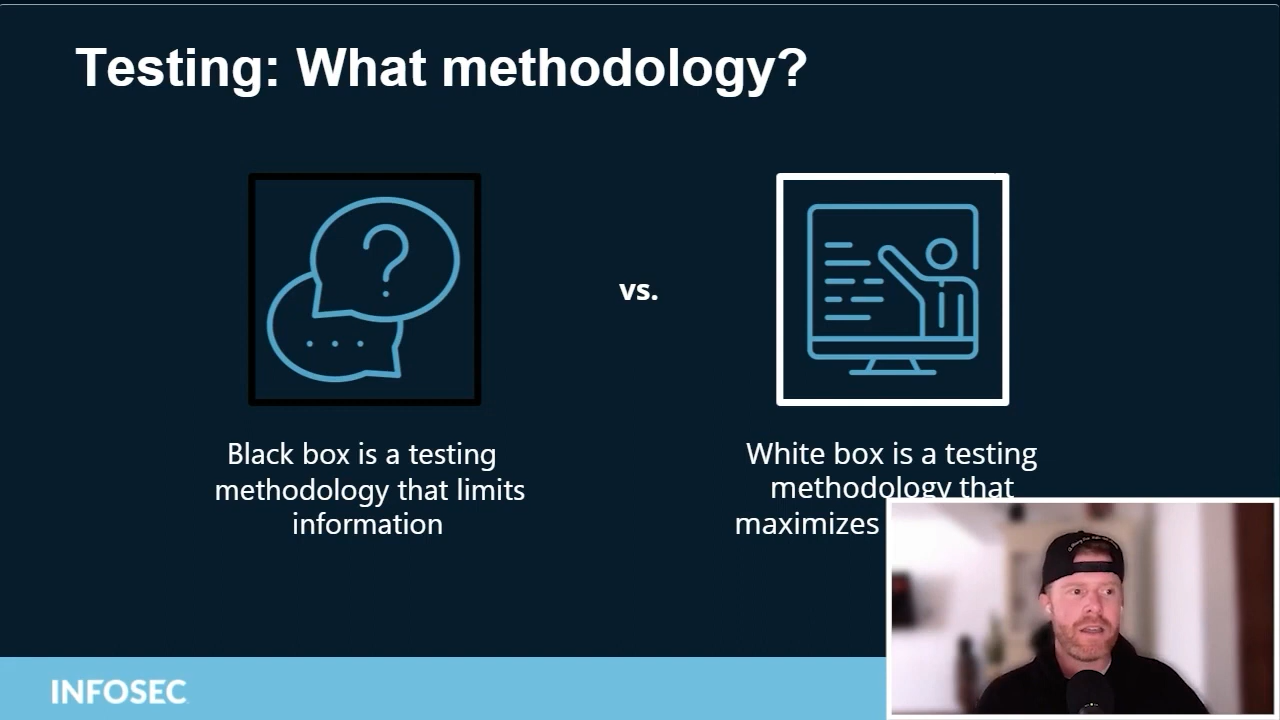 Testing: What methodology?
?
vs.
Black box is a testing
methodology that limits
information
White box is a testing
methodology that
maximizes
INFOSEC